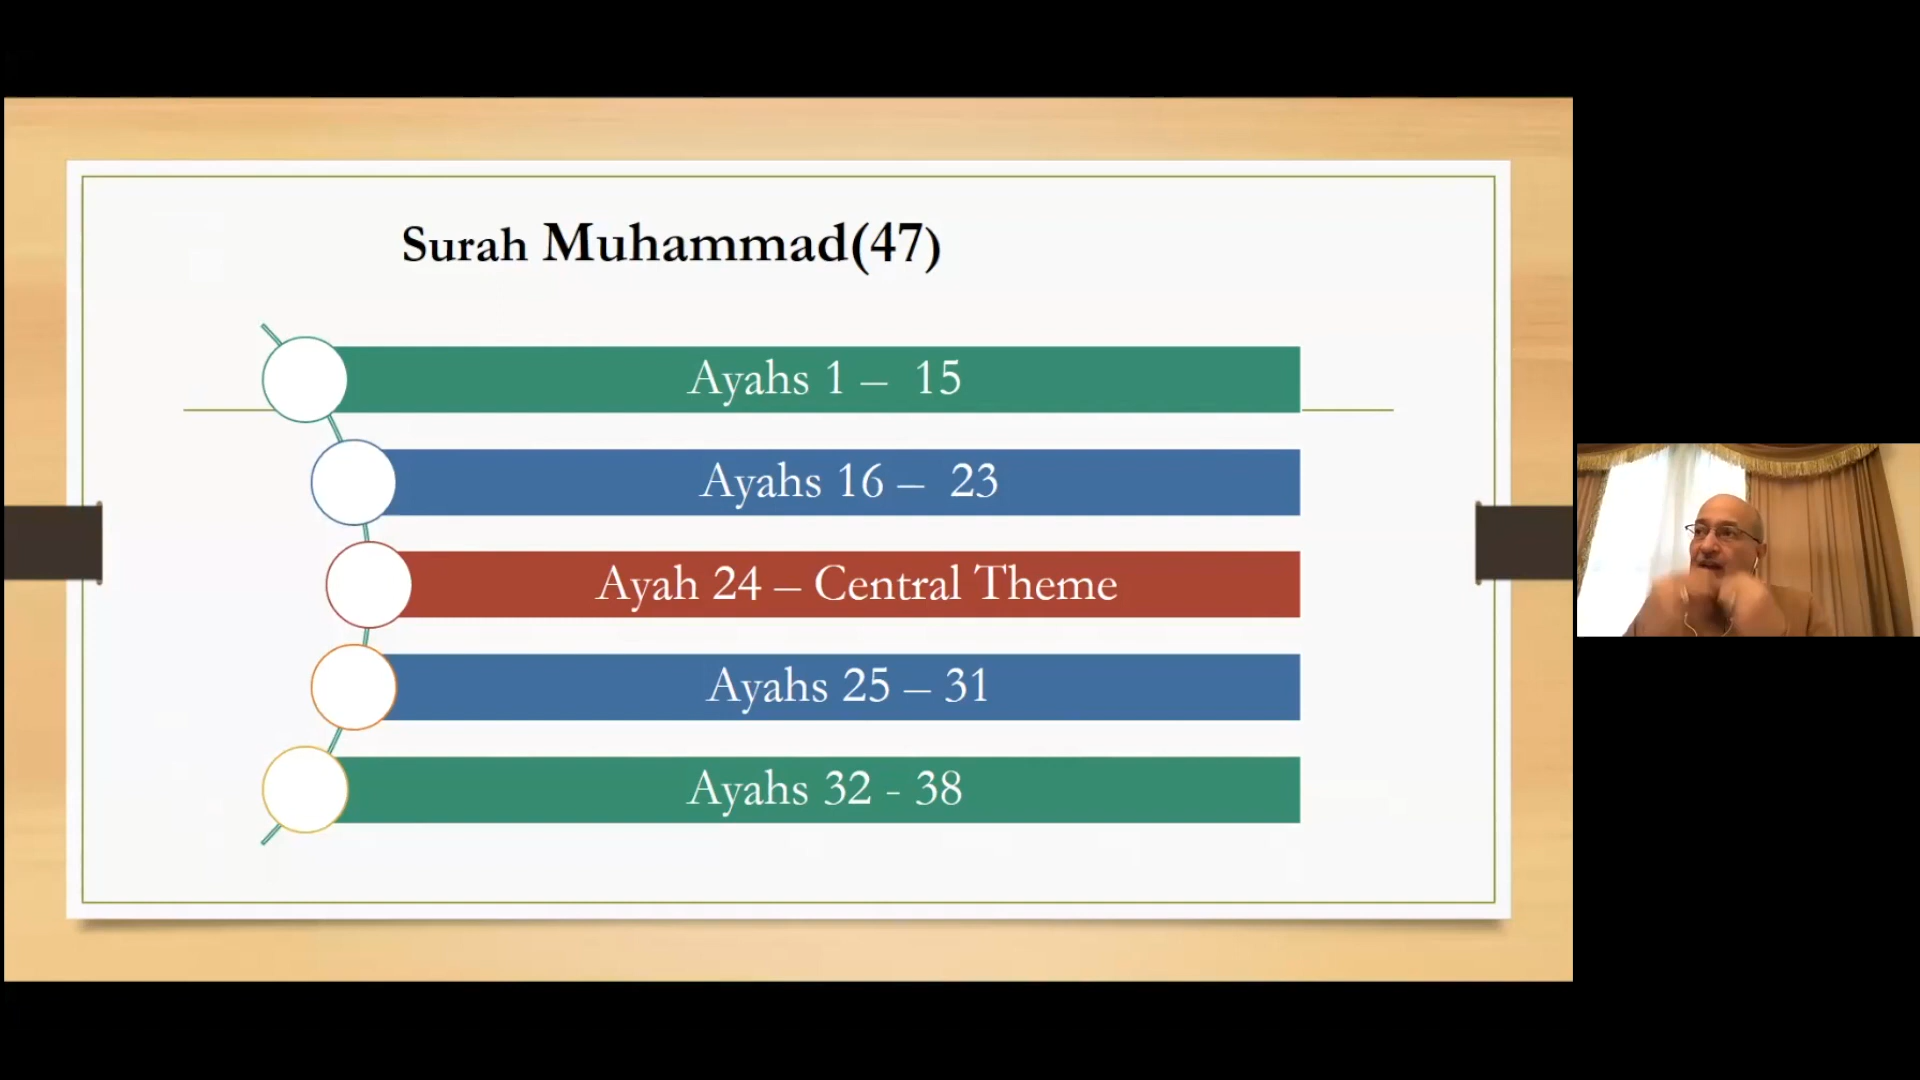 Surah Muhammad(47)
Ayahs 1 – 15
Ayahs 16 – 23
Ayah 24 – Central Theme
Ayahs 25 – 31
Ayahs 32 - 38